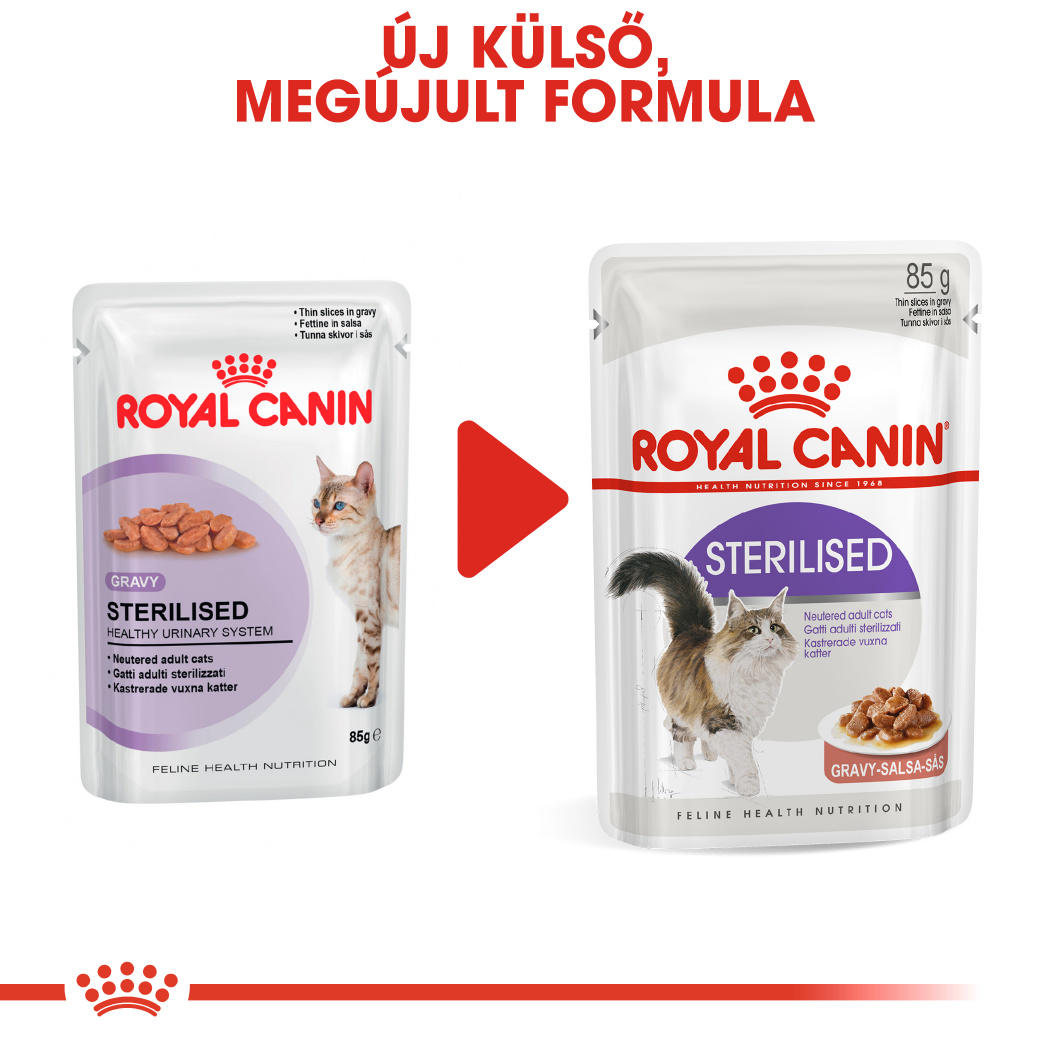 ÚJ KÜLSŐ,
MEGÚJULT FORMULA
• Thin slices in gravy
• Fettine in salsa
• Tunna skivor i sås
ROYAL CANIN
GRAVY
STERILISED
HEALTHY URINARY SYSTEM
• Neutered adult cats
• Gatti adulti sterilizzati
• Kastrerade vuxna katter
85g ℮
FELINE HEALTH NUTRITION
85 g
Thin slices in gravy
Fettine in salsa
Tunna skivor i sås
ROYAL CANIN®
HEALTH NUTRITION SINCE 1968
STERILISED
Neutered adult cats
Gatti adulti sterilizzati
Kastrerade vuxna
katter
GRAVY-SALSA-SÅS
FELINE HEALTH NUTRITION